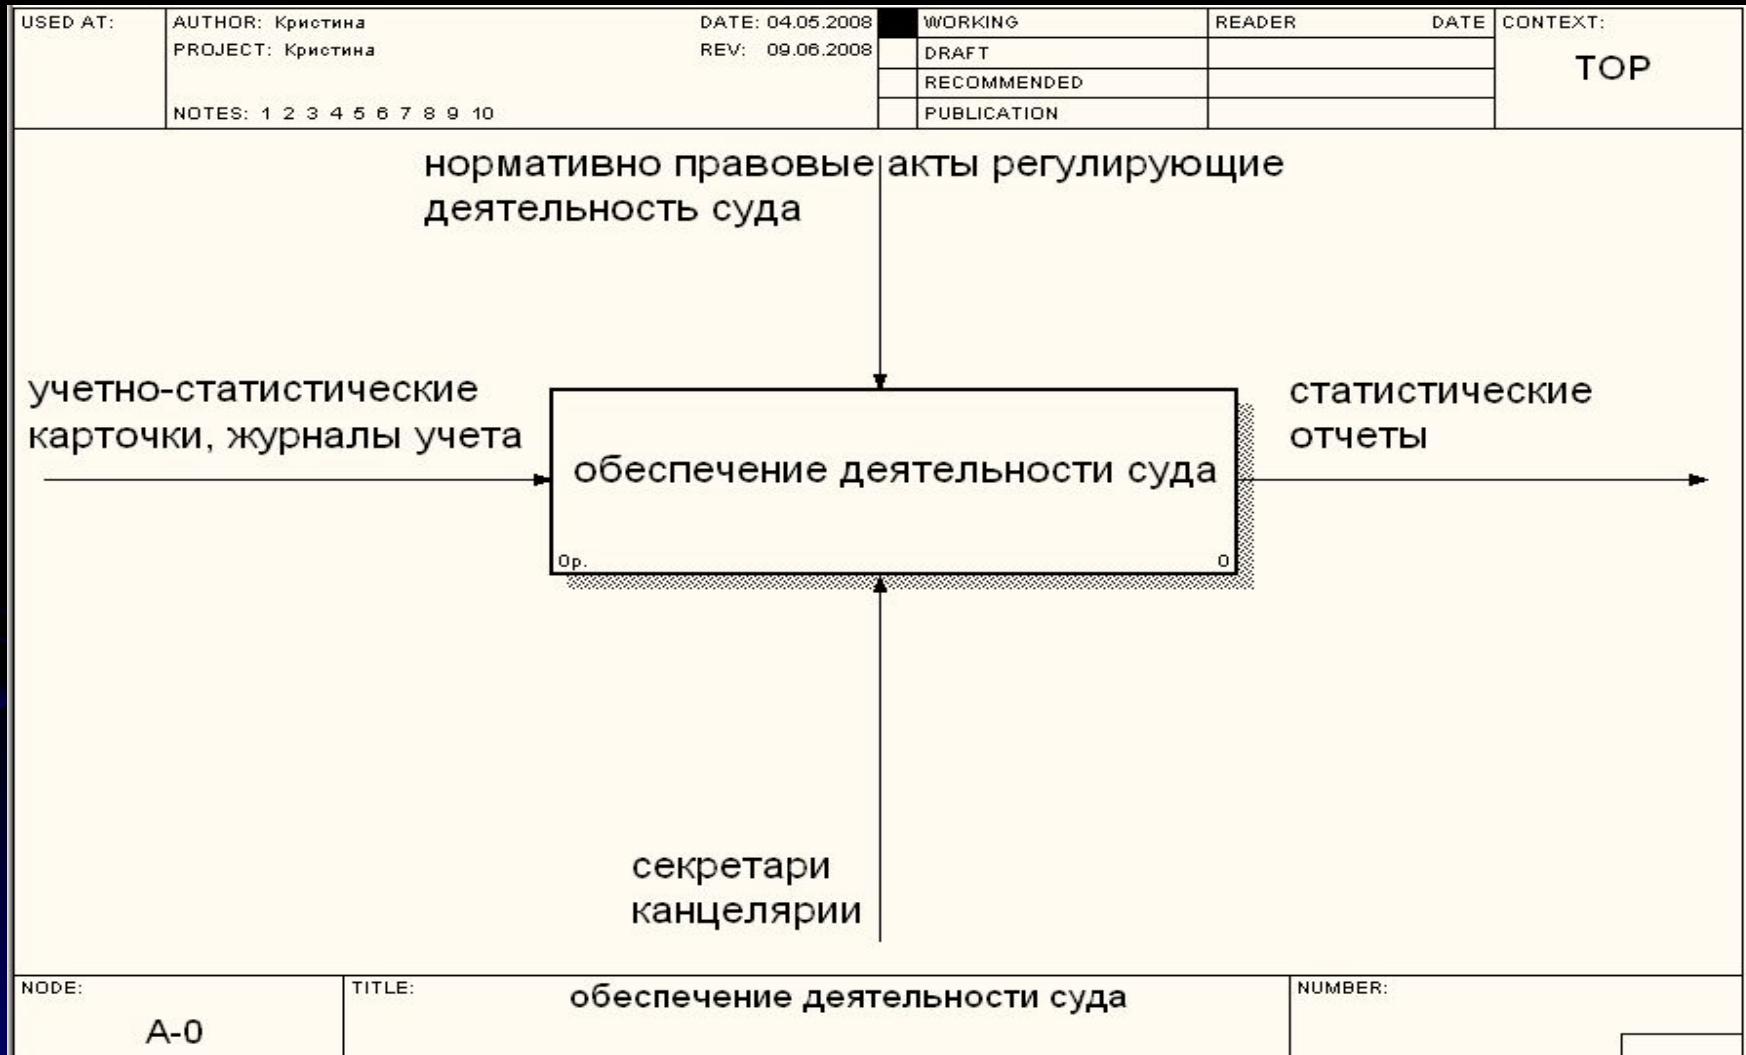 USED AT:
AUTHOR: Кристина
DATE: 04.05.2008
WORKING
READER
DATE
CONTEXT:
PROJECT: Кристина
REV: 09.06.2008
DRAFT
TOP
RECOMMENDED
NOTES: 1 2 3 4 5 6 7 8 9 10
PUBLICATION
нормативно правовые акты регулирующие
деятельность суда
учетно-статистические
карточки, журналы учета
статистические
отчеты
обеспечение деятельности суда
0р.
0
секретари
канцелярии
NODE:
A-0
TITLE:
обеспечение деятельности суда
NUMBER: